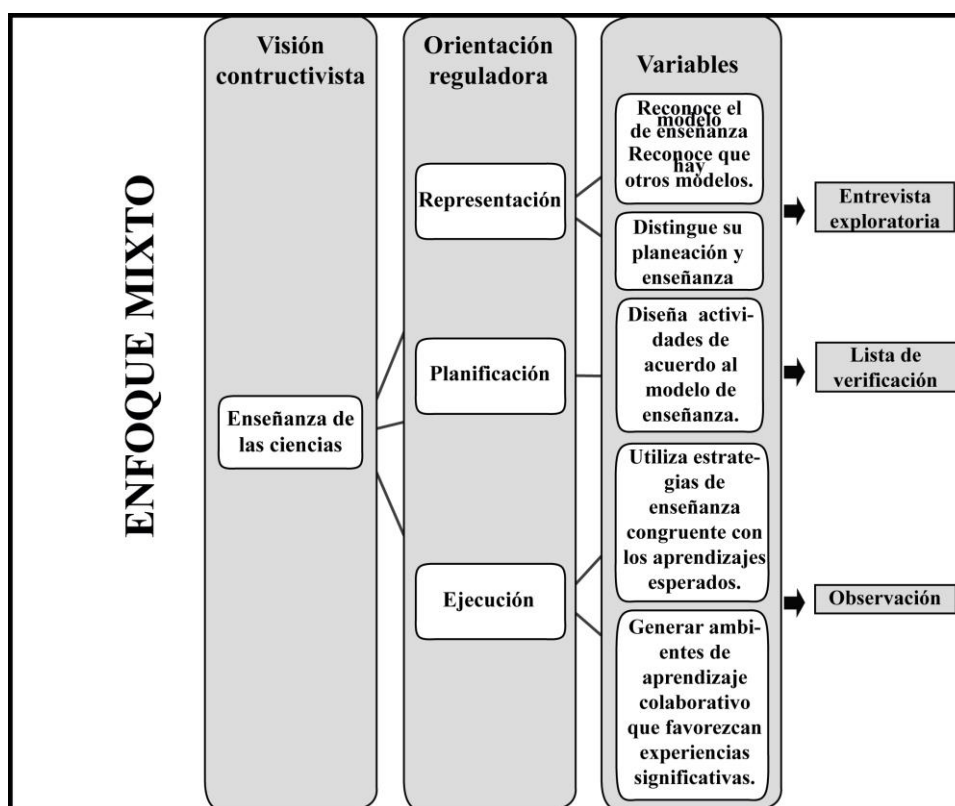 ENFOQUE MIXTO
Visión
contructivista
Enseñanza de
las ciencias
Orientación
reguladora
Representación
Planificación
Ejecución
Variables
Reconoce el
modelo
de enseñanza
Reconoce que
hay
otros modelos.
Distingue su
planeación y
enseñanza
Diseña activi-
dades de
acuerdo al
modelo de
enseñanza.
Utiliza estrate-
gias de
enseñanza
congruente con
los aprendizajes
esperados.
Generar ambi-
entes de
aprendizaje
colaborativo
que favorezcan
experiencias
significativas.
Entrevista
exploratoria
Lista de
verificación
Observación